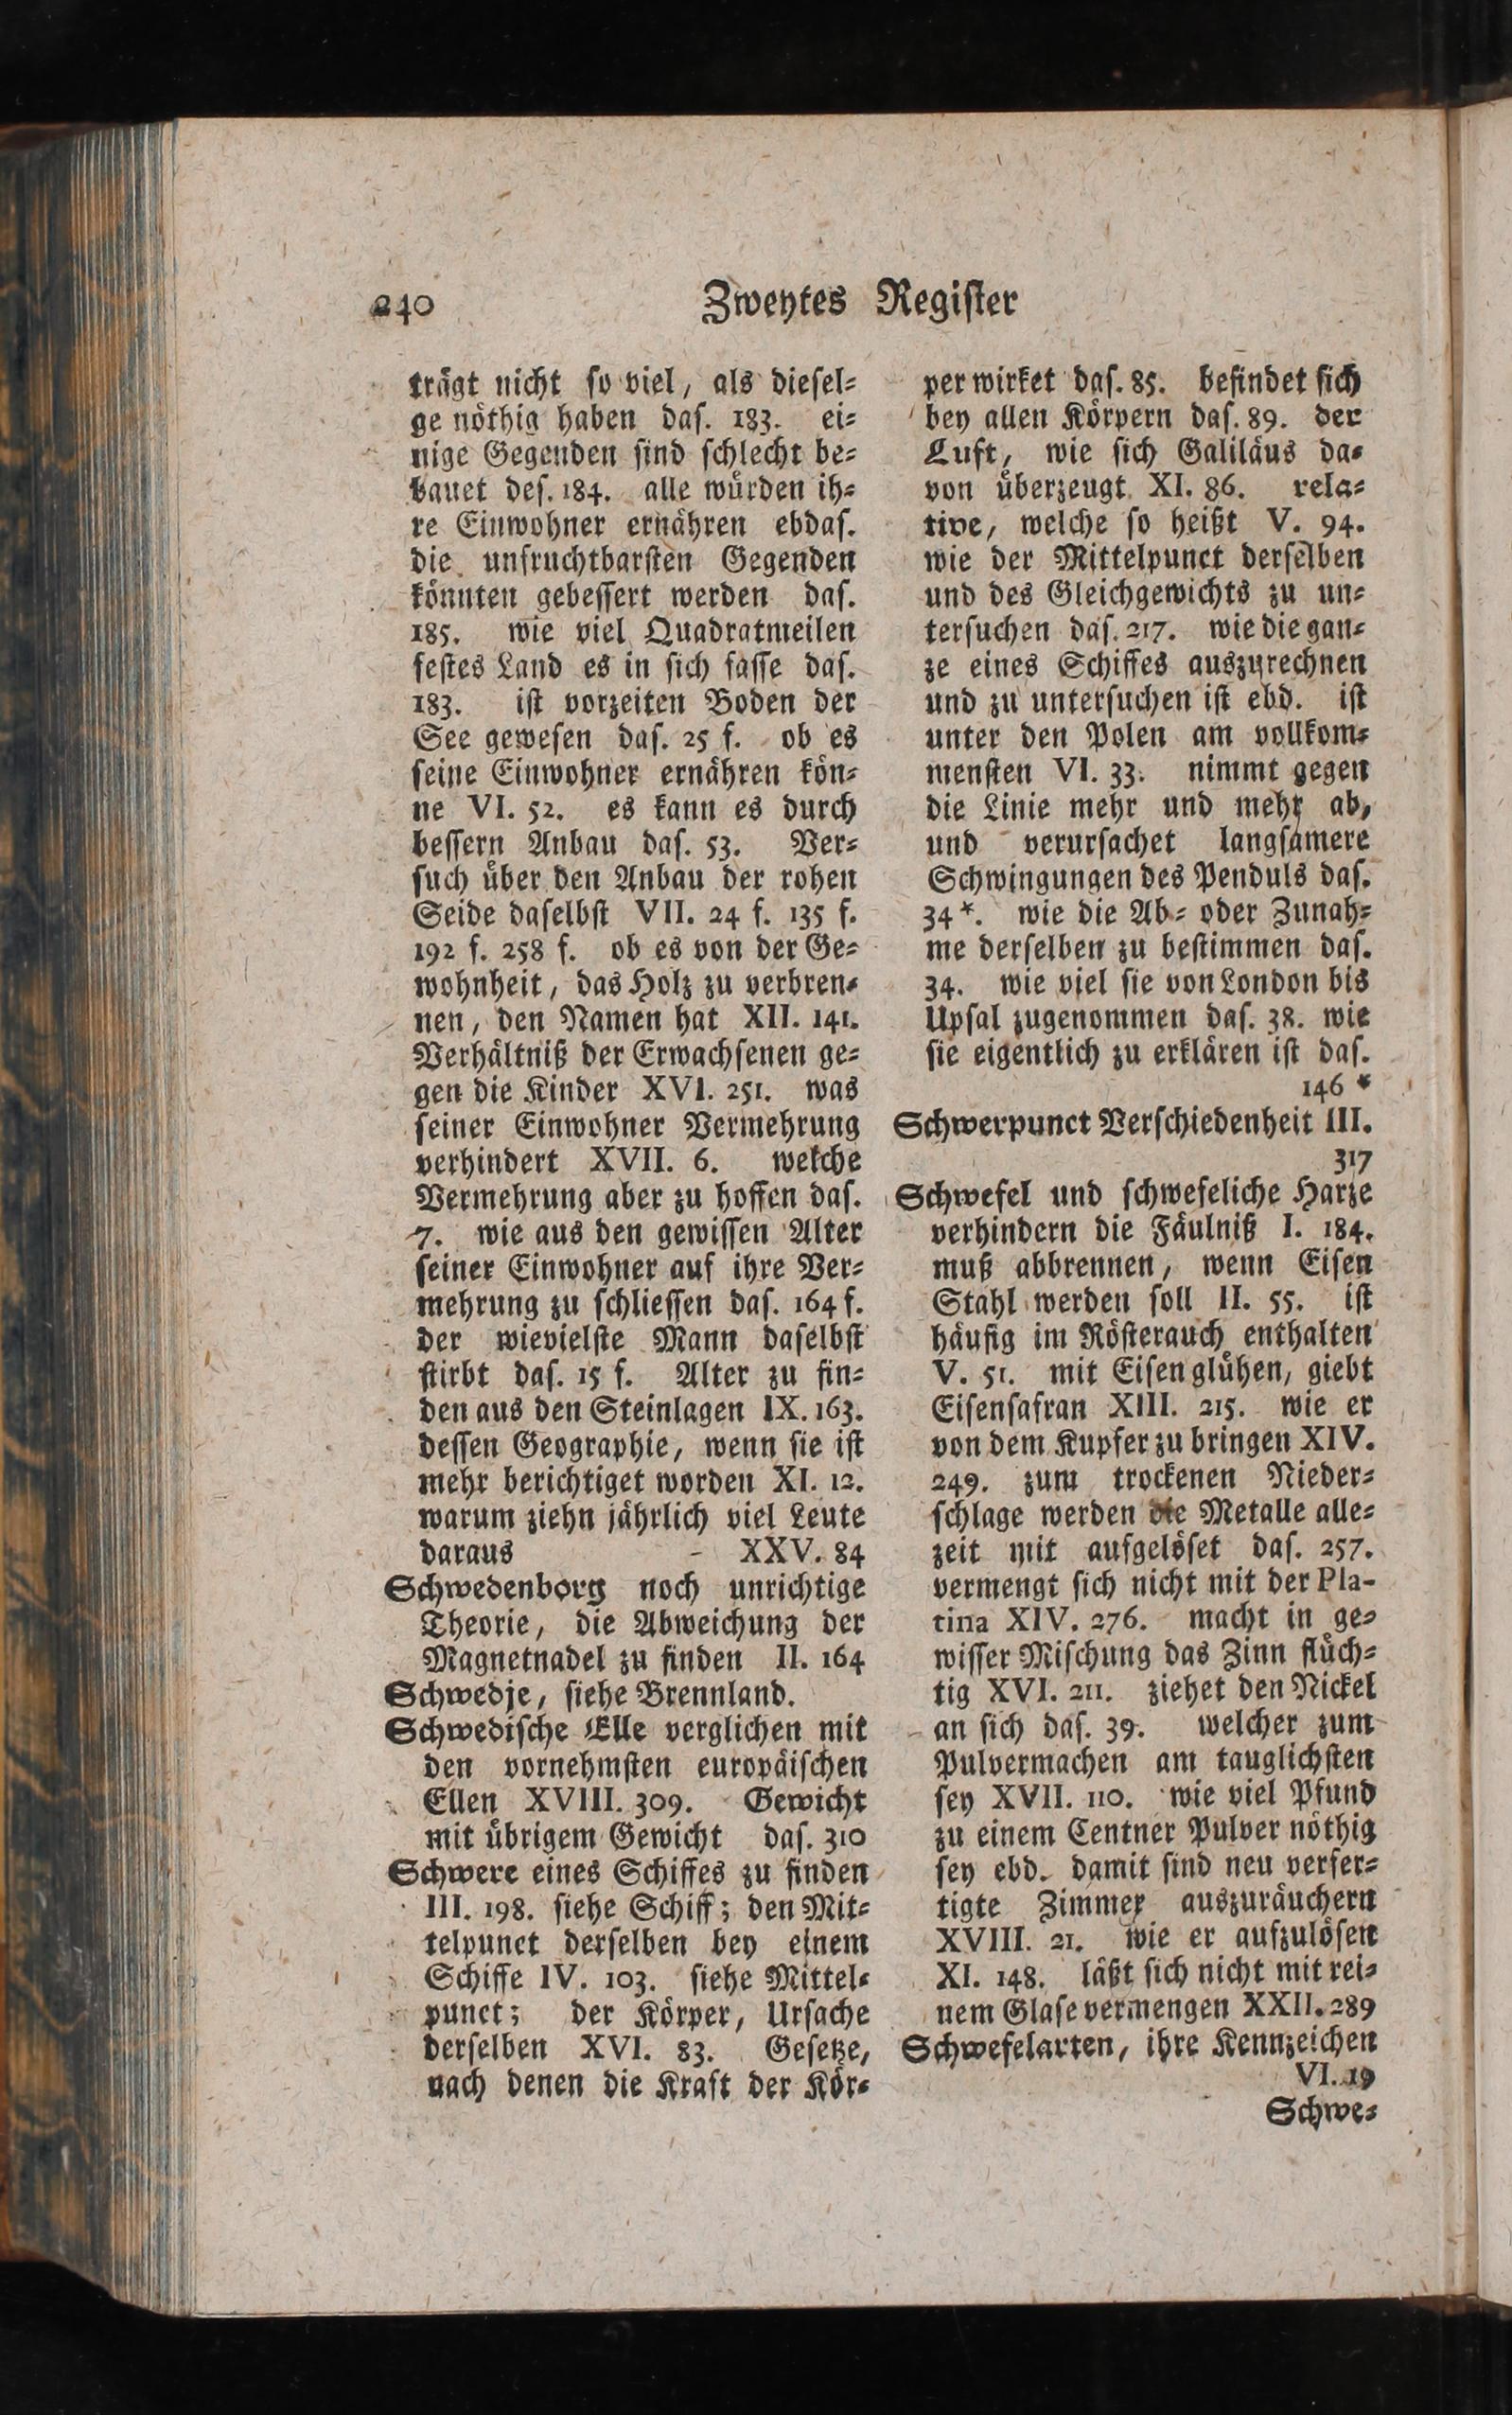 240 Zweytes Regiſter
trägt nicht ſo viel, als dieſel-
ge nöthig haben daſ. 183. ei-
nige Gegenden ſind ſchlecht be-
bauet deſ. 184. alle würden ih-
re Einwohner ernähren ebdaſ.
die unfruchtbarſten Gegenden
könnten gebeſſert werden daſ.
185. wie viel Quadratmeilen
feſtes Land es in ſich faſſe daſ.
183. iſt vorzeiten Boden der
See geweſen daſ. 25 f. ob es
ſeine Einwohner ernähren kön-
ne VI. 52. es kann es durch
beſſern Anbau daſ. 53. Ver-
ſuch über den Anbau der rohen
Seide daſelbſt VII. 24 f. 135 f.
192 f. 258 f. ob es von der Ge-
wohnheit, das Holz zu verbren-
nen, den Namen hat XII. 141.
Verhältniß der Erwachſenen ge-
gen die Kinder XVI. 251. was
ſeiner Einwohner Vermehrung
verhindert XVII. 6. welche
Vermehrung aber zu hoffen daſ.
7. wie aus den gewiſſen Alter
ſeiner Einwohner auf ihre Ver-
mehrung zu ſchlieſſen daſ. 164 f.
der wievielſte Mann daſelbſt
ſtirbt daſ. 15 f. Alter zu fin-
den aus den Steinlagen IX. 163.
deſſen Geographie, wenn ſie iſt
mehr berichtiget worden XI. 12.
warum ziehn jährlich viel Leute
daraus - XXV. 84
Schwedenborg noch unrichtige
Theorie, die Abweichung der
Magnetnadel zu finden II. 164
Schwedje, ſiehe Brennland.
Schwediſche Elle verglichen mit
den vornehmſten europäiſchen
Ellen XVIII. 309. Gewicht
mit übrigem Gewicht daſ. 310
Schwere eines Schiffes zu finden
III. 198. ſiehe Schiff; den Mit-
telpunct derſelben bey einem
Schiffe IV. 103. ſiehe Mittel-
punct; der Körper, Urſache
derſelben XVI. 83. Geſetze,
nach denen die Kraft der Kör-
per wirket daſ. 85. befindet ſich
bey allen Körpern daſ. 89. der
Luft, wie ſich Galiläus da-
von überzeugt XI. 86. rela-
tive, welche ſo heißt V. 94.
wie der Mittelpunct derſelben
und des Gleichgewichts zu un-
terſuchen daſ. 217. wie die gan-
ze eines Schiffes auszurechnen
und zu unterſuchen iſt ebd. iſt
unter den Polen am vollkom-
menſten VI. 33. nimmt gegen
die Linie mehr und mehr ab,
und verurſachet langſamere
Schwingungen des Penduls daſ.
34*. wie die Ab- oder Zunah-
me derſelben zu beſtimmen daſ.
34. wie viel ſie von London bis
Upſal zugenommen daſ. 38. wie
ſie eigentlich zu erklären iſt daſ.
146 *
Schwerpunct Verſchiedenheit III.
317
Schwefel und ſchwefeliche Harze
verhindern die Fäulniß I. 184.
muß abbrennen, wenn Eiſen
Stahl werden ſoll II. 55. iſt
häufig im Röſterauch enthalten
V. 51. mit Eiſen glühen, giebt
Eiſenſafran XIII. 215. wie er
von dem Kupfer zu bringen XIV.
249. zum trockenen Nieder-
ſchlage werden die Metalle alle-
zeit mit aufgelöſet daſ. 257.
vermengt ſich nicht mit der Pla-
tina XIV. 276. macht in ge-
wiſſer Miſchung das Zinn flüch-
tig XVI. 211. ziehet den Nickel
an ſich daſ. 39. welcher zum
Pulvermachen am tauglichſten
ſey XVII. 110. wie viel Pfund
zu einem Centner Pulver nöthig
ſey ebd. damit ſind neu verfer-
tigte Zimmer auszuräuchern
XVIII. 21. wie er aufzulöſen
XI. 148. läßt ſich nicht mit rei-
nem Glaſe vermengen XXII. 289
Schwefelarten, ihre Kennzeichen
VI. 19
Schwe-